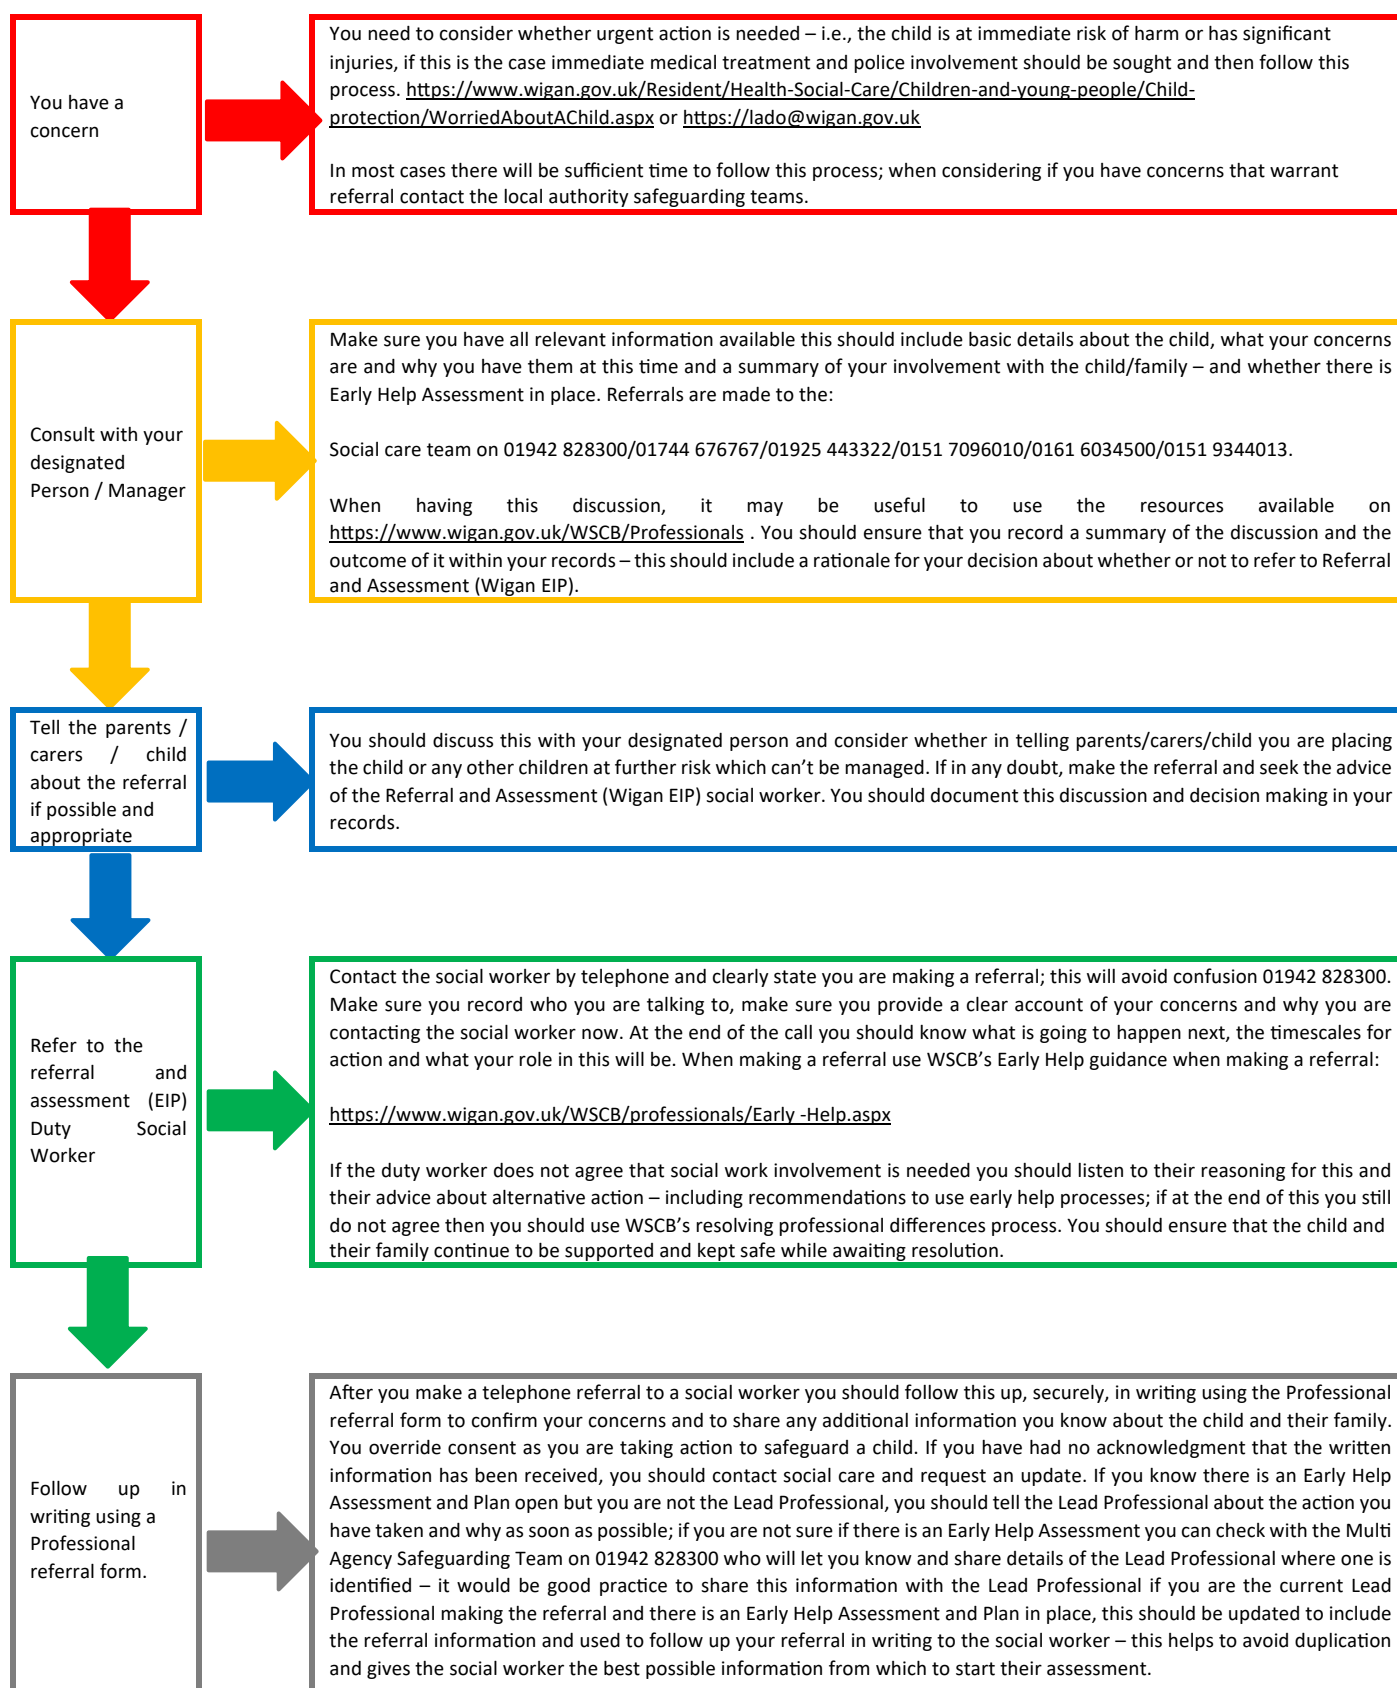 You have a
concern
You need to consider whether urgent action is needed – i.e., the child is at immediate risk of harm or has significant
injuries, if this is the case immediate medical treatment and police involvement should be sought and then follow this
process. https://www.wigan.gov.uk/Resident/Health-Social-Care/Children-and-young-people/Child-
protection/WorriedAboutAChild.aspx or https://lado@wigan.gov.uk
In most cases there will be sufficient time to follow this process; when considering if you have concerns that warrant
referral contact the local authority safeguarding teams.
Consult with your
designated
Person / Manager
Make sure you have all relevant information available this should include basic details about the child, what your concerns
are and why you have them at this time and a summary of your involvement with the child/family – and whether there is
Early Help Assessment in place. Referrals are made to the:
Social care team on 01942 828300/01744 676767/01925 443322/0151 7096010/0161 6034500/0151 9344013.
When having this discussion, it may be useful to use the resources available on
https://www.wigan.gov.uk/WSCB/Professionals . You should ensure that you record a summary of the discussion and the
outcome of it within your records – this should include a rationale for your decision about whether or not to refer to Referral
and Assessment (Wigan EIP).
Tell the parents /
carers / child
about the referral
if possible and
appropriate
You should discuss this with your designated person and consider whether in telling parents/carers/child you are placing
the child or any other children at further risk which can’t be managed. If in any doubt, make the referral and seek the advice
of the Referral and Assessment (Wigan EIP) social worker. You should document this discussion and decision making in your
records.
Refer to the
referral and
assessment (EIP)
Duty Social
Worker
Contact the social worker by telephone and clearly state you are making a referral; this will avoid confusion 01942 828300.
Make sure you record who you are talking to, make sure you provide a clear account of your concerns and why you are
contacting the social worker now. At the end of the call you should know what is going to happen next, the timescales for
action and what your role in this will be. When making a referral use WSCB’s Early Help guidance when making a referral:
https://www.wigan.gov.uk/WSCB/professionals/Early -Help.aspx
If the duty worker does not agree that social work involvement is needed you should listen to their reasoning for this and
their advice about alternative action – including recommendations to use early help processes; if at the end of this you still
do not agree then you should use WSCB’s resolving professional differences process. You should ensure that the child and
their family continue to be supported and kept safe while awaiting resolution.
Follow up in
writing using a
Professional
referral form.
After you make a telephone referral to a social worker you should follow this up, securely, in writing using the Professional
referral form to confirm your concerns and to share any additional information you know about the child and their family.
You override consent as you are taking action to safeguard a child. If you have had no acknowledgment that the written
information has been received, you should contact social care and request an update. If you know there is an Early Help
Assessment and Plan open but you are not the Lead Professional, you should tell the Lead Professional about the action you
have taken and why as soon as possible; if you are not sure if there is an Early Help Assessment you can check with the Multi
Agency Safeguarding Team on 01942 828300 who will let you know and share details of the Lead Professional where one is
identified – it would be good practice to share this information with the Lead Professional if you are the current Lead
Professional making the referral and there is an Early Help Assessment and Plan in place, this should be updated to include
the referral information and used to follow up your referral in writing to the social worker – this helps to avoid duplication
and gives the social worker the best possible information from which to start their assessment.